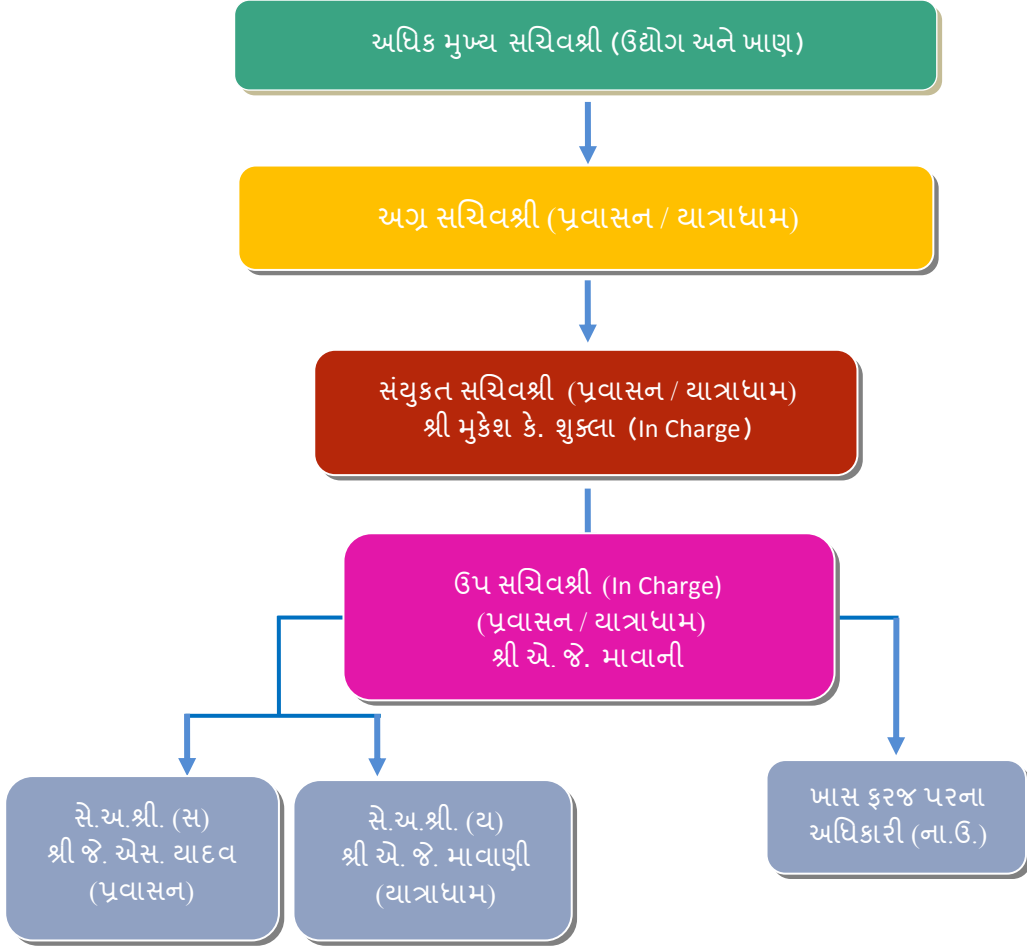 અધિક મુખ્ય સચિવશ્રી (ઉદ્યોગ અને ખાણ)
અગ્ર સચિવશ્રી (પ્રવાસન / યાત્રાધામ)
સંયુકત સચિવશ્રી (પ્રવાસન / યાત્રાધામ)
શ્રી મુકેશ કે. શુક્લા (In Charge)
ઉપ સચિવશ્રી (In Charge)
(પ્રવાસન / યાત્રાધામ)
શ્રી એ. જે. માવાની
સે.અ.શ્રી. (સ)
શ્રી જે. એસ. યાદવ
(પ્રવાસન)
સે.અ.શ્રી. (ય)
શ્રી એ. જે. માવાણી
(યાત્રાધામ)
ખાસ ફરજ પરના
અધિકારી (ના.ઉ.)